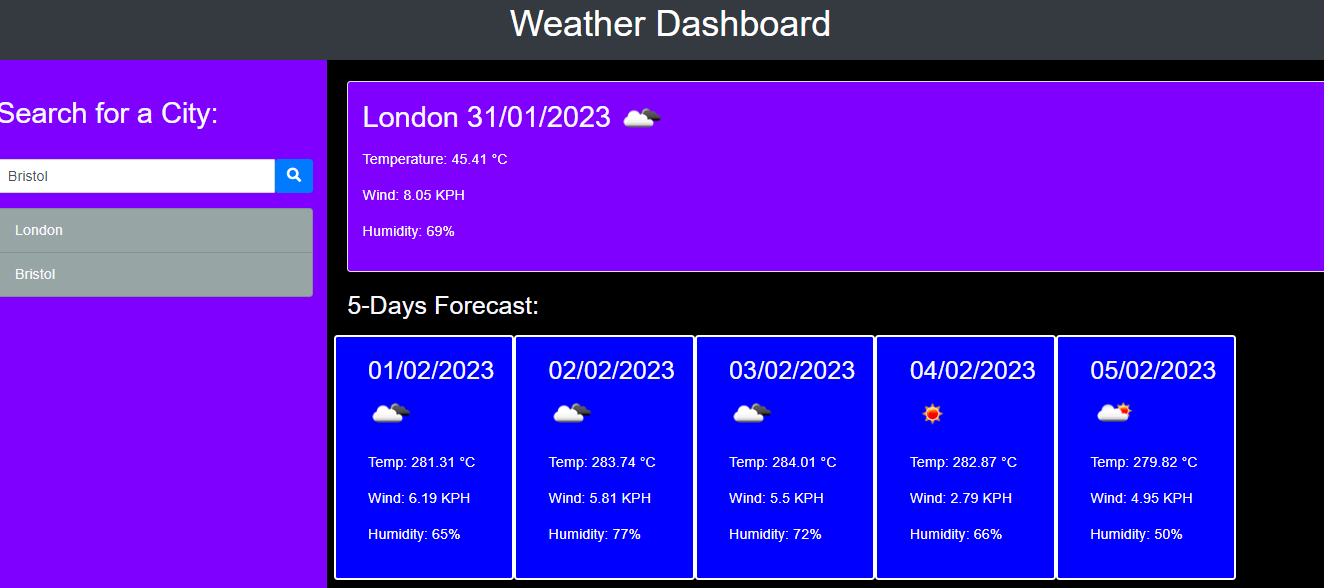 Weather Dashboard
Search for a City:
Bristol
London
Bristol
London 31/01/2023
Temperature: 45.41 °C
Wind: 8.05 KPH
Humidity: 69%
5-Days Forecast:
01/02/2023
Temp: 281.31 °C
Wind: 6.19 KPH
Humidity: 65%
02/02/2023
Temp: 283.74 °C
Wind: 5.81 KPH
Humidity: 77%
03/02/2023
Temp: 284.01 °C
Wind: 5.5 KPH
Humidity: 72%
04/02/2023
Temp: 282.87 °C
Wind: 2.79 KPH
Humidity: 66%
05/02/2023
Temp: 279.82 °C
Wind: 4.95 KPH
Humidity: 50%